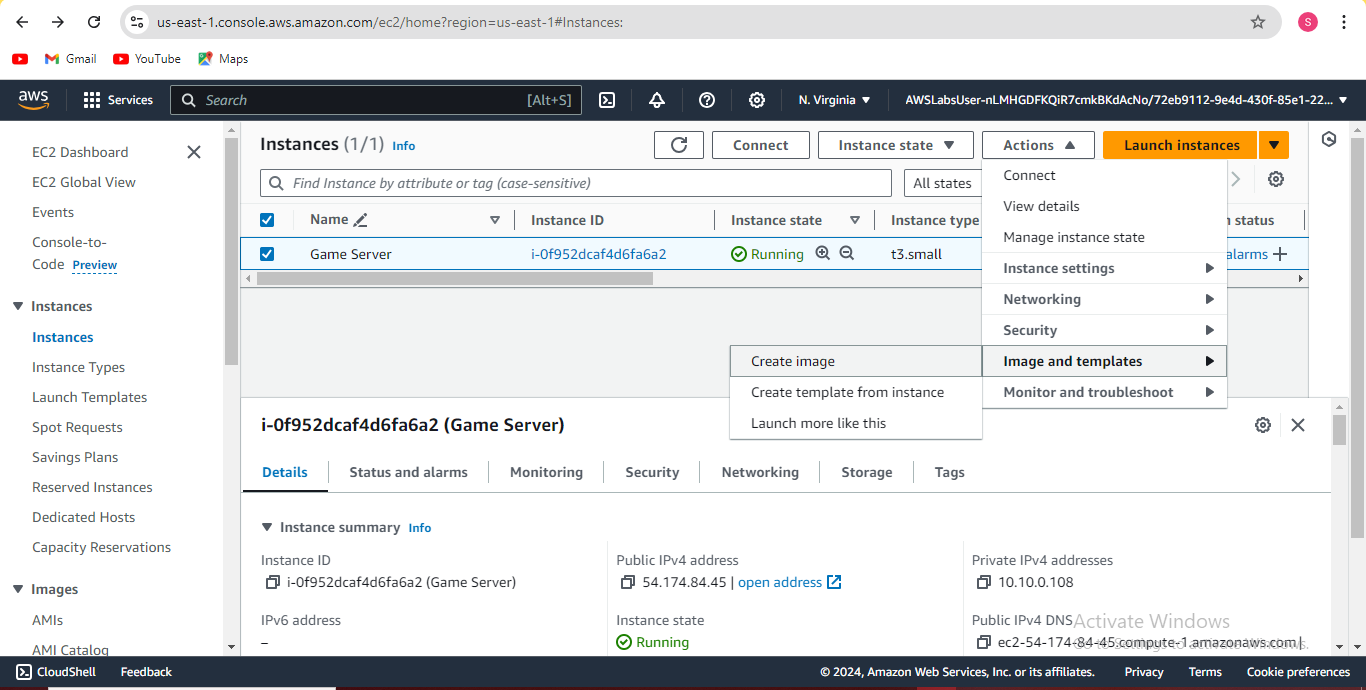 us-east-1.console.aws.amazon.com/ec2/home?region=us-east-1#Instances:
S
Gmail YouTube Maps
aws Services Search [Alt+S] N. Virginia AWSLabsUser-nLMHGDFKQiR7cmkBKdAcNo/72eb9112-9e4d-430f-85e1-22...
EC2 Dashboard
EC2 Global View
Events
Console-to-
Code Preview
Instances
Instances
Instance Types
Launch Templates
Spot Requests
Savings Plans
Reserved Instances
Dedicated Hosts
Capacity Reservations
Images
AMIs
AMI Catalog
Instances (1/1) Info
Connect Instance state Actions Launch instances
Find Instance by attribute or tag (case-sensitive) All states
Name Instance ID Instance state Instance type status
Game Server i-0f952dcaf4d6fa6a2 Running t3.small alarms
Connect
View details
Manage instance state
Instance settings
Networking
Security
Image and templates
Monitor and troubleshoot
Create image
Create template from instance
Launch more like this
i-0f952dcaf4d6fa6a2 (Game Server)
Details Status and alarms Monitoring Security Networking Storage Tags
Instance summary Info
Instance ID Public IPv4 address Private IPv4 addresses
i-0f952dcaf4d6fa6a2 (Game Server) 54.174.84.45 | open address 10.10.0.108
IPv6 address Instance state Public IPv4 DNS
– Running ec2-54-174-84-45.compute-1.amazonaws.com |
Activate Windows
Go to Settings to activate Windows.
CloudShell Feedback © 2024, Amazon Web Services, Inc. or its affiliates. Privacy Terms Cookie preferences